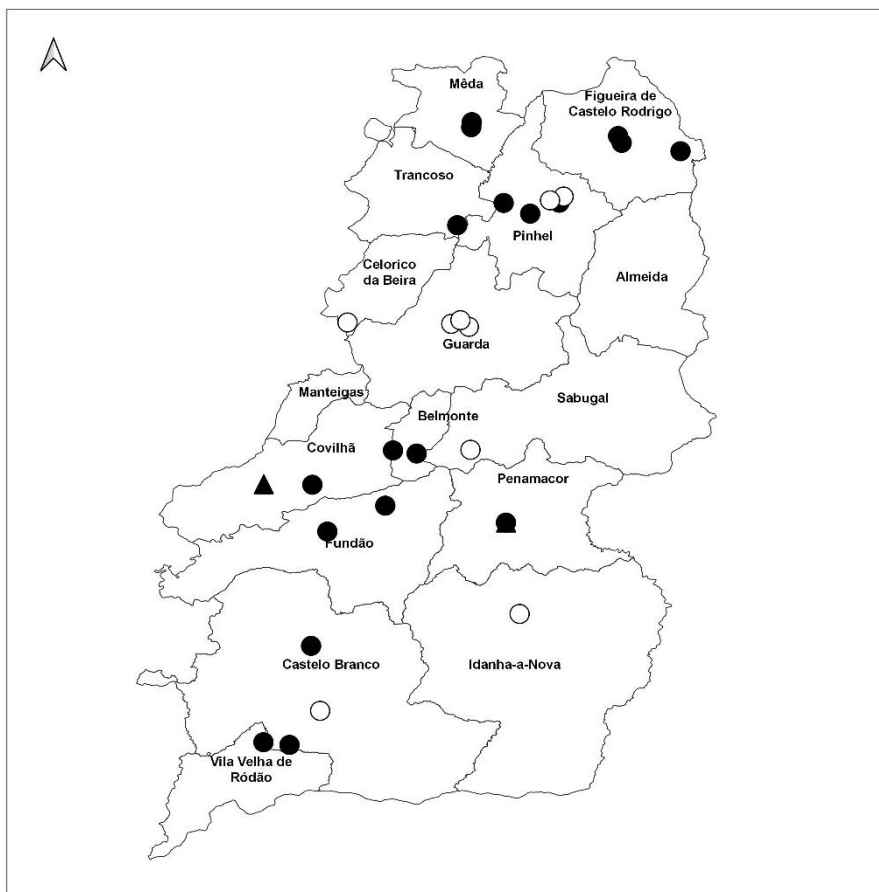 Mêda
Figueira de
Castelo Rodrigo
Trancoso
Pinhel
Celorico
da Beira
Almeida
Guarda
Manteigas
Belmonte
Sabugal
Covilhã
Penamacor
Fundão
Castelo Branco
Idanha-a-Nova
Vila Velha de
Ródão